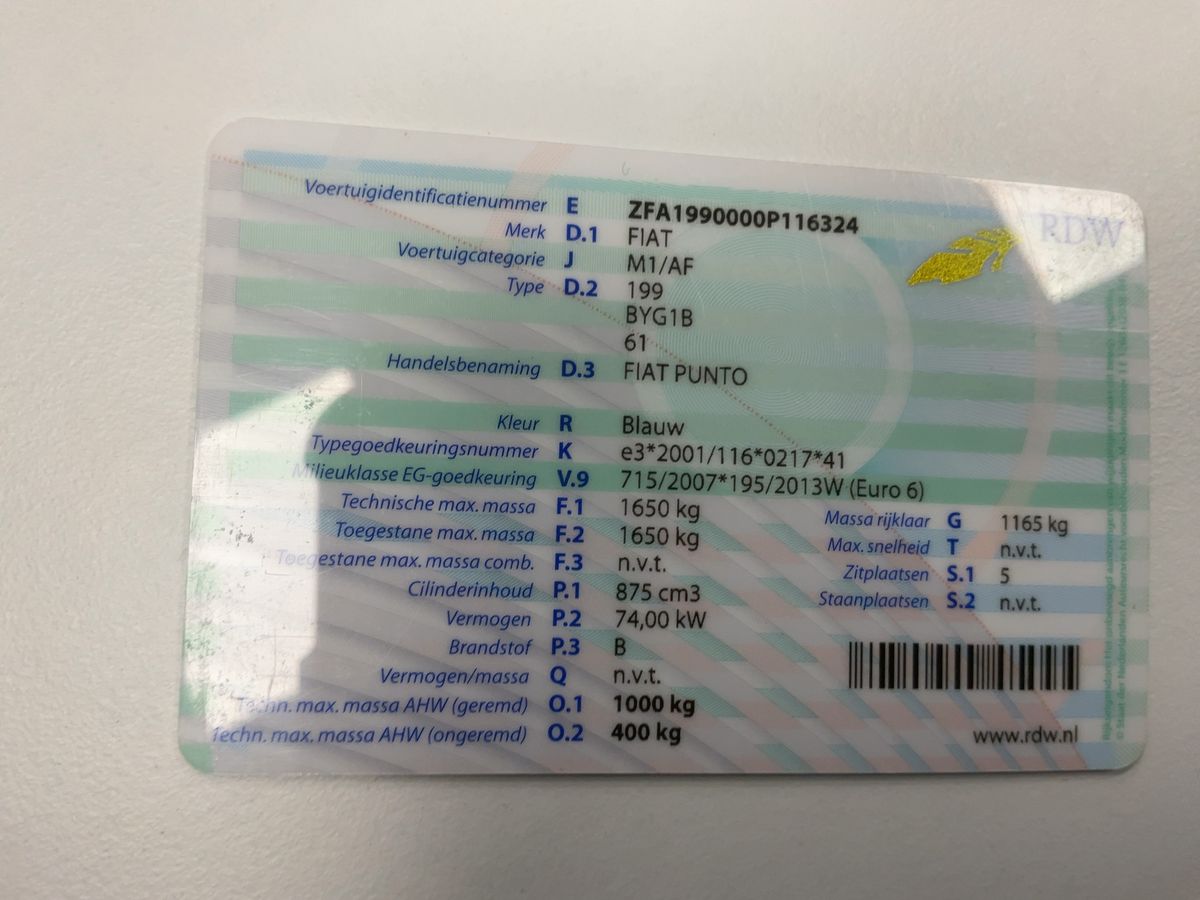 RDW
Voertuigidentificatienummer E ZFA1990000P116324
Merk D.1 FIAT
Voertuigcategorie J M1/AF
Type D.2 199
BYG1B
61
Handelsbenaming D.3 FIAT PUNTO
Kleur R Blauw
Typegoedkeuringsnummer K e3*2001/116*0217*41
Milieuklasse EG-goedkeuring V.9 715/2007*195/2013W (Euro 6)
Technische max. massa F.1 1650 kg
Toegestane max. massa F.2 1650 kg
Toegestane max. massa comb. F.3 n.v.t.
Cilinderinhoud P.1 875 cm3
Vermogen P.2 74,00 kW
Brandstof P.3 B
Vermogen/massa Q n.v.t.
Techn. max. massa AHW (geremd) O.1 1000 kg
Techn. max. massa AHW (ongeremd) O.2 400 kg
Massa rijklaar G 1165 kg
Max. snelheid T n.v.t.
Zitplaatsen S.1 5
Staanplaatsen S.2 n.v.t.
www.rdw.nl